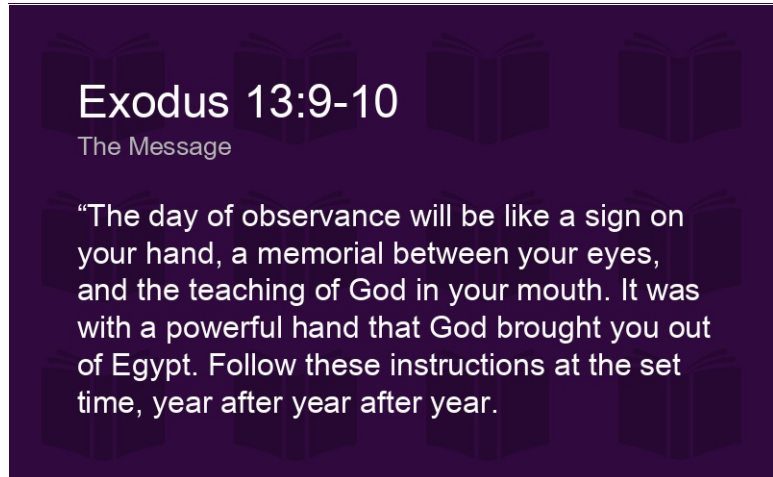 Exodus 13:9-10
The Message
“The day of observance will be like a sign on
your hand, a memorial between your eyes,
and the teaching of God in your mouth. It was
with a powerful hand that God brought you out
of Egypt. Follow these instructions at the set
time, year after year after year.